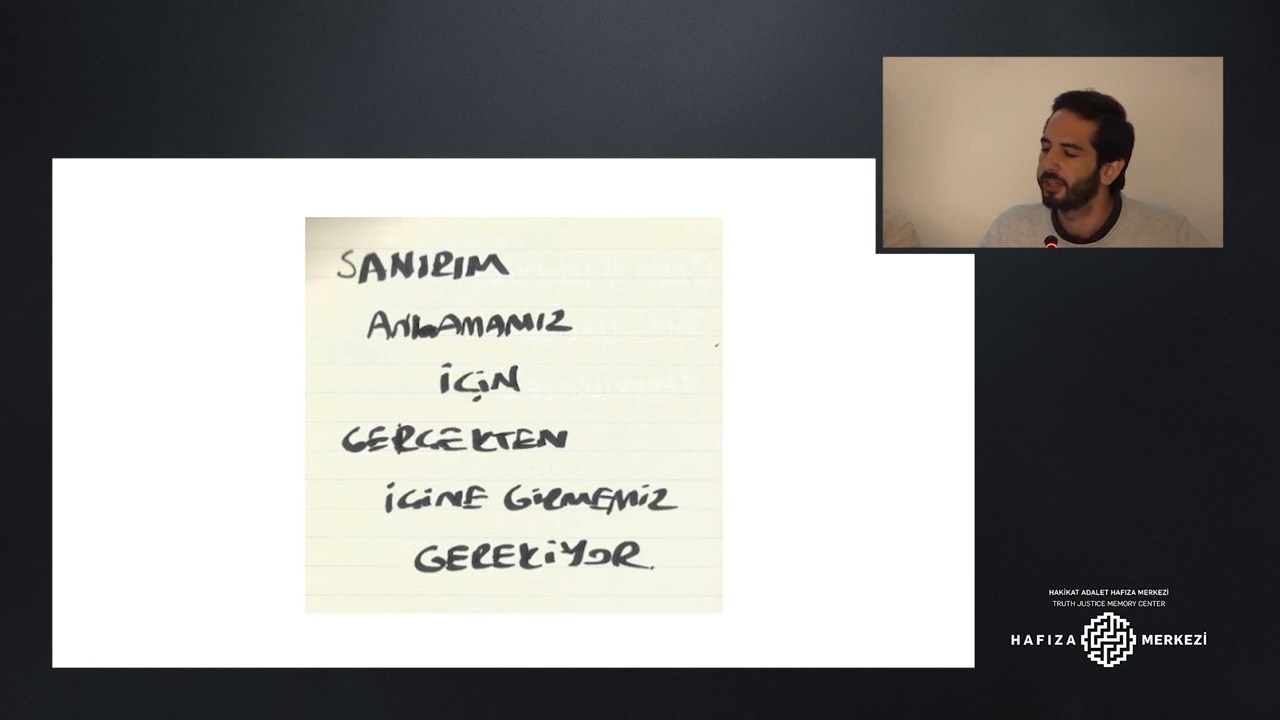 SANIRIM
ANLAMAMIZ
İÇİN
GERÇEKTEN
İÇİNE GİRMEMİZ
GEREKİYOR.
HAKİKAT ADALET HAFIZA MERKEZİ
TRUTH JUSTICE MEMORY CENTER
HAFIZA MERKEZİ